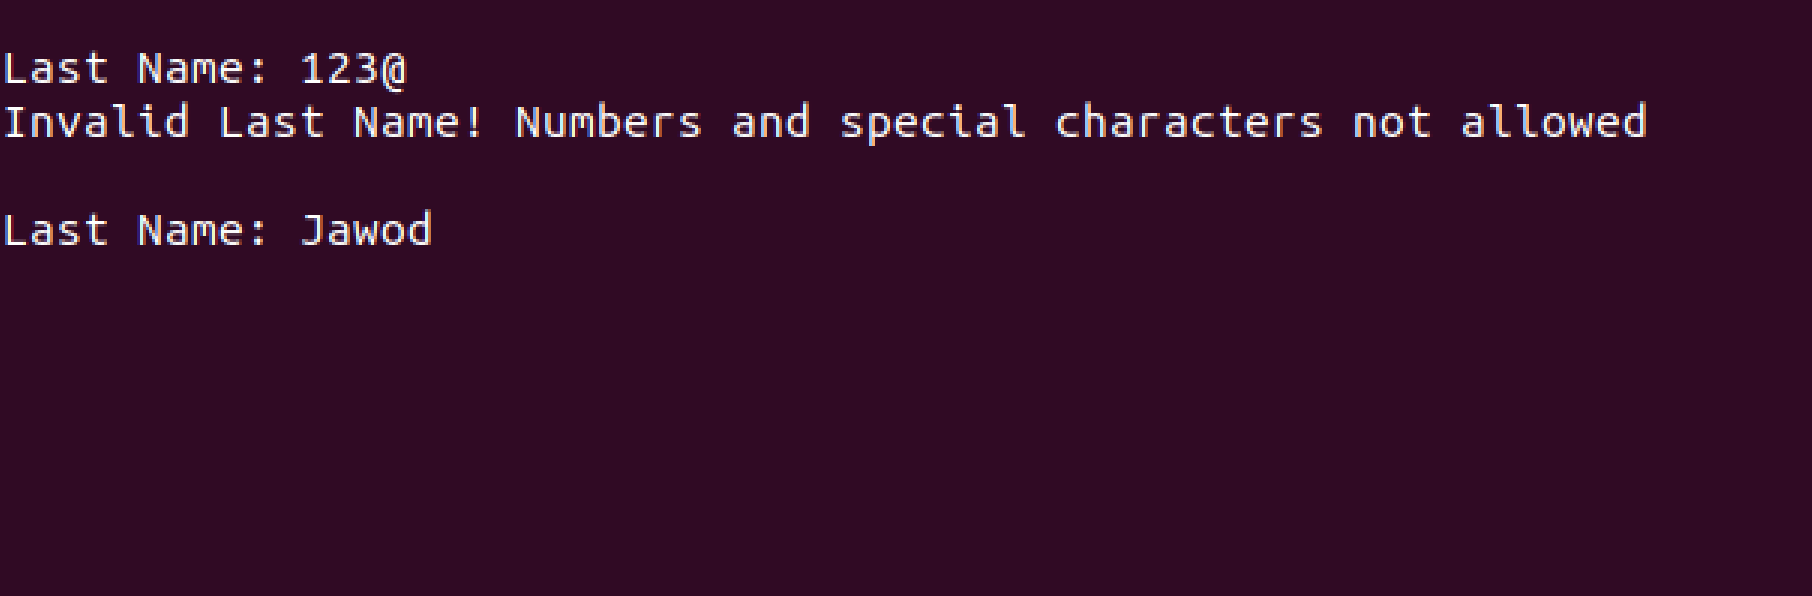 Last Name: 123@
Invalid Last Name! Numbers and special characters not allowed
Last Name: Jawod